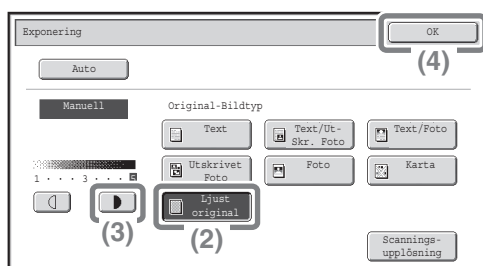 Exponering
OK
(4)
Auto
Manuell
Original-Bildtyp
Text
Text/Ut-
Skr. Foto
Text/Foto
Utskrivet
Foto
Foto
Karta
1 · · · 3 · · · 5
Ljust
original
(3)
(2)
Scannings-
upplösning